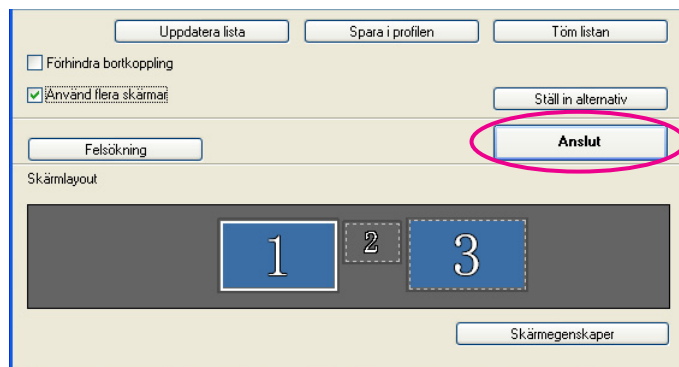 Uppdatera lista Spara i profilen Töm listan
Förhindra bortkoppling
Använd flera skärmar
Ställ in alternativ
Anslut
Felsökning
Skärmlayout
1 2 3
Skärmegenskaper